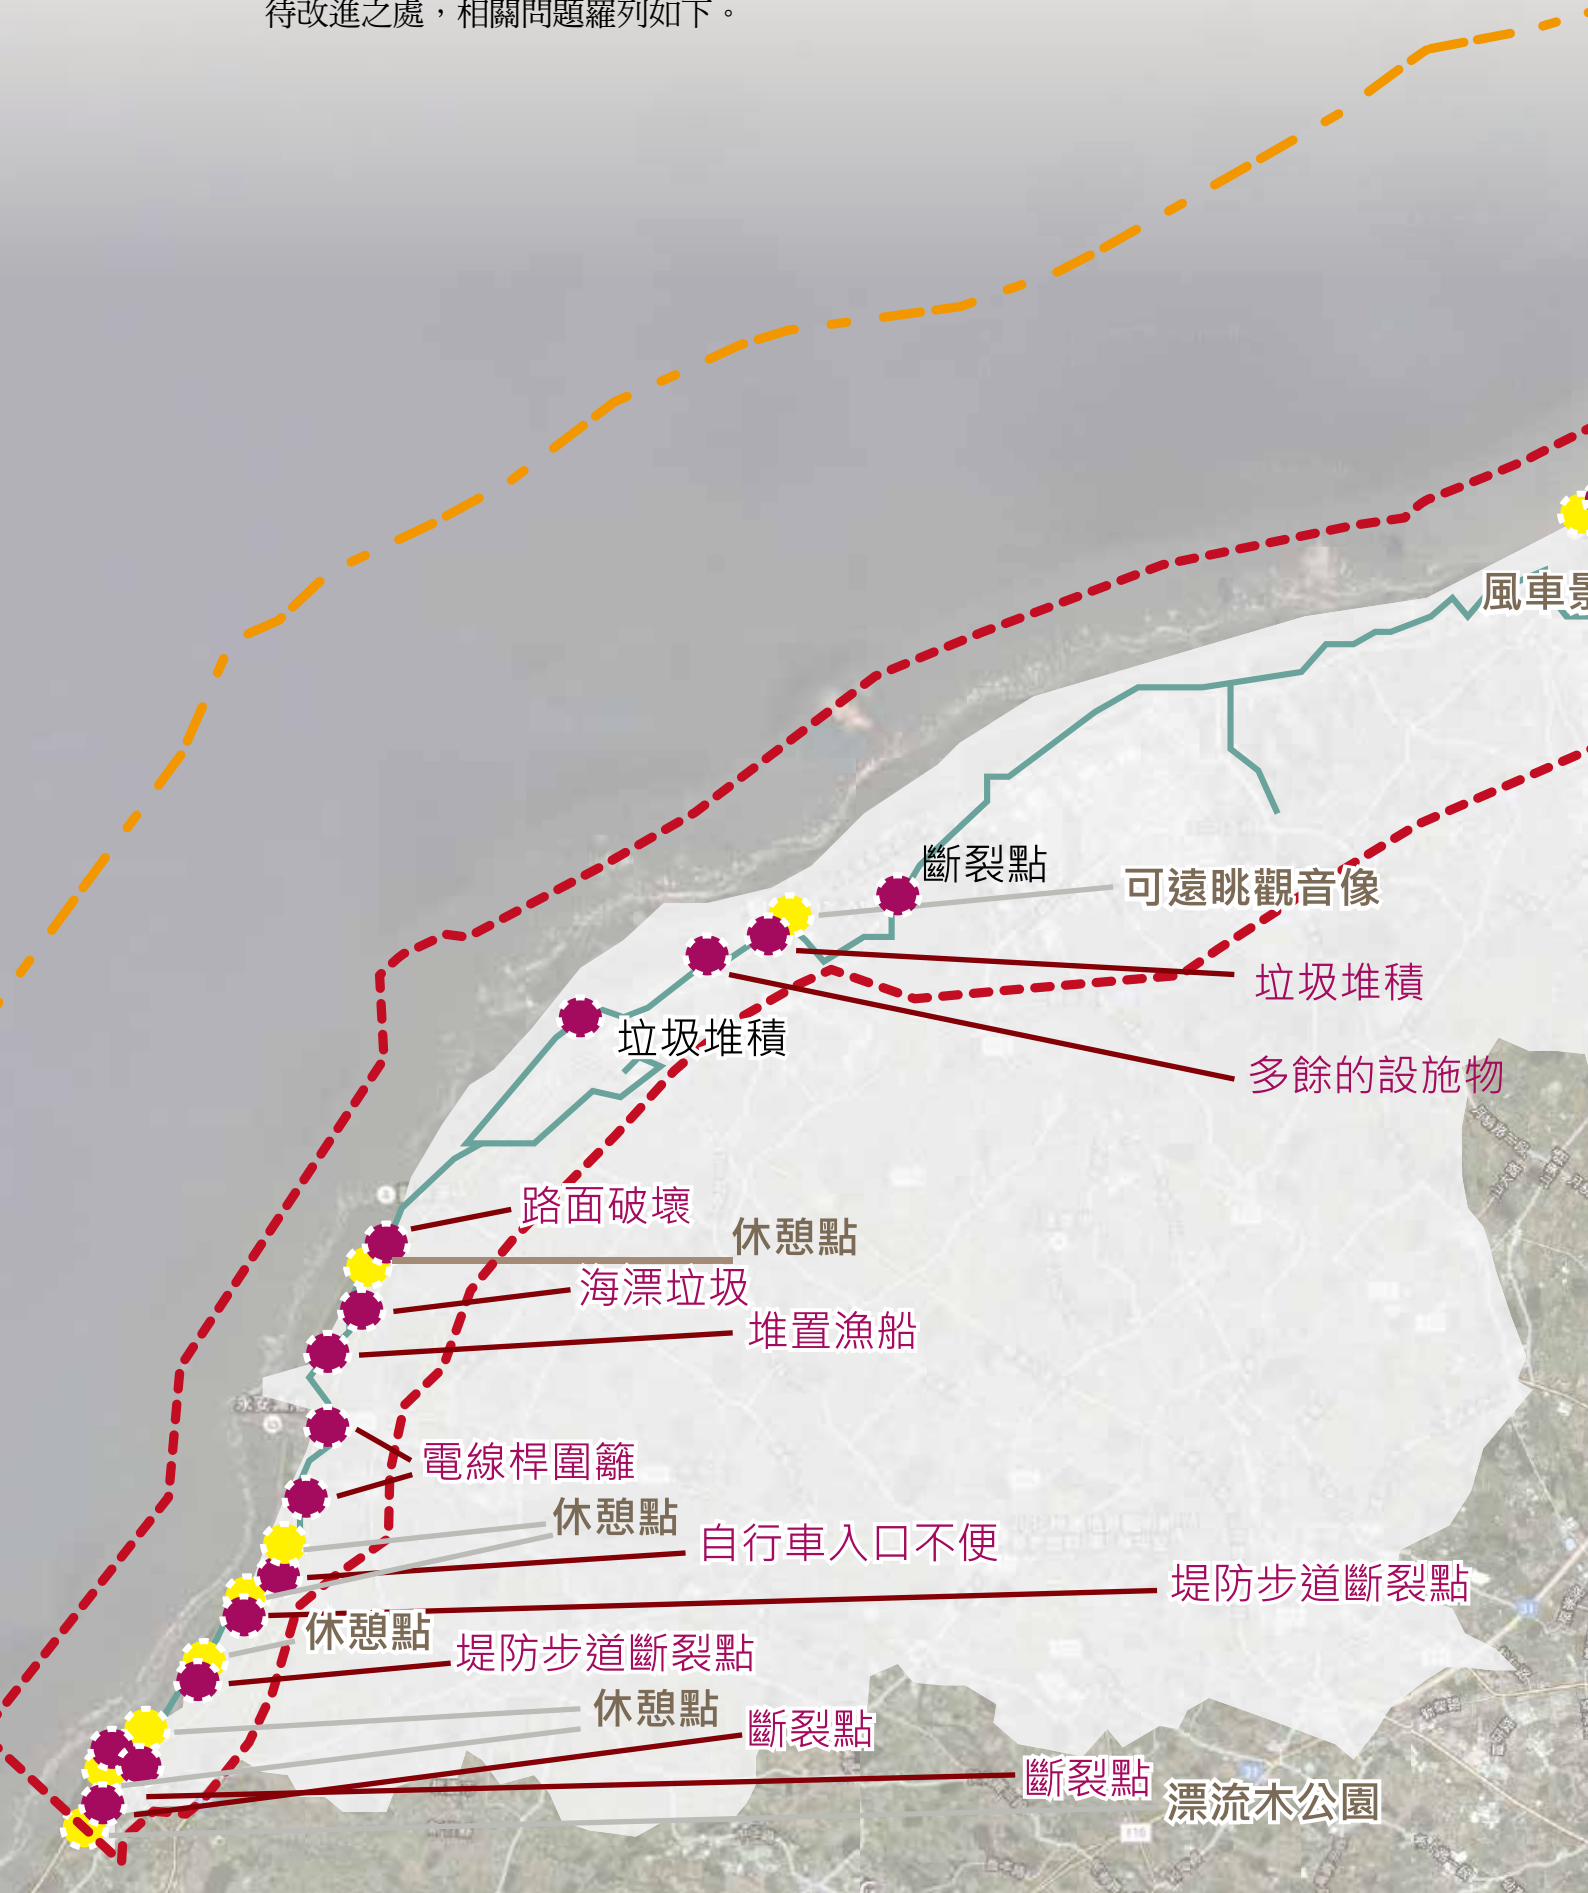 待改進之處，相關問題羅列如下。
風車景
斷裂點
可遠眺觀音像
垃圾堆積
垃圾堆積
多餘的設施物
路面破壞
休憩點
海漂垃圾
堆置漁船
電線桿圍籬
休憩點
自行車入口不便
堤防步道斷裂點
休憩點
堤防步道斷裂點
休憩點
斷裂點
斷裂點
漂流木公園